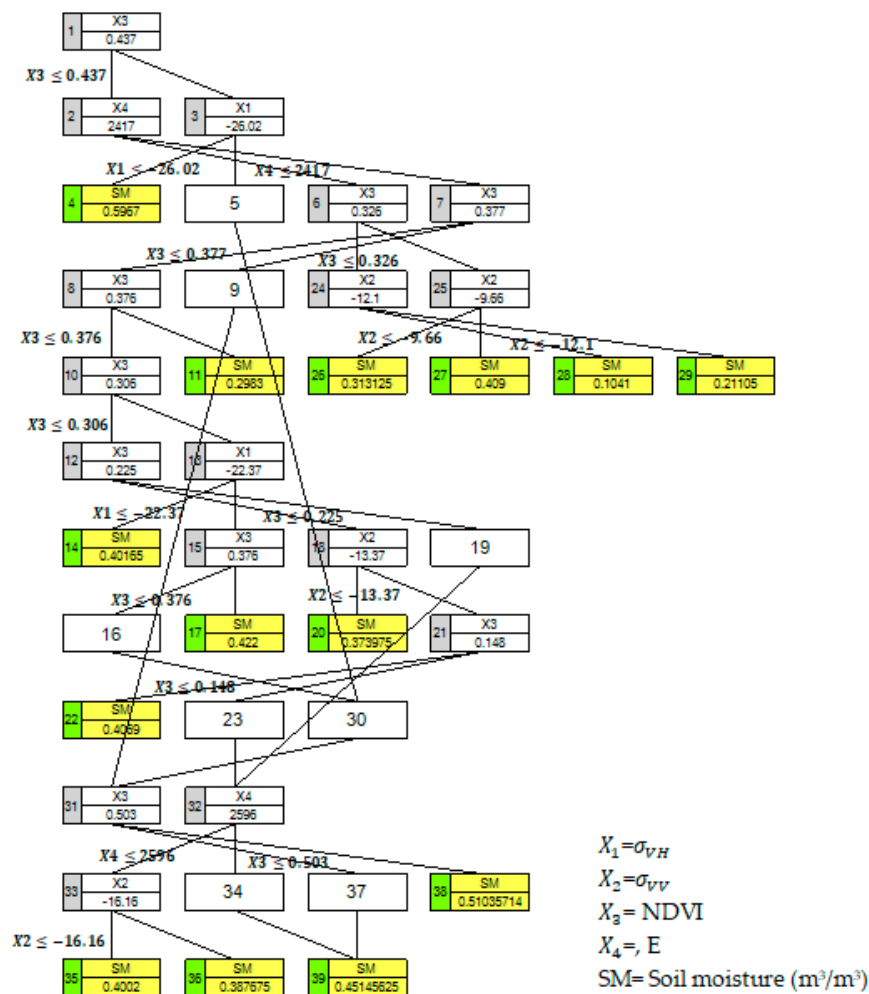 1 X3
0.437
X3 ≤ 0.437
2 X4
2417
3 X1
-26.02
X1 ≤ -26.02
X4 ≤ 2417
4 SM
0.5967
5
6 X3
0.326
7 X3
0.377
X3 ≤ 0.377
X3 ≤ 0.326
8 X3
0.376
9
24 X2
-12.1
25 X2
-9.66
X3 ≤ 0.376
X2 ≤ -9.66
X2 ≤ -12.1
10 X3
0.306
11 SM
0.2983
26 SM
0.313125
27 SM
0.409
28 SM
0.1041
29 SM
0.21105
X3 ≤ 0.306
12 X3
0.225
13 X1
-22.37
X1 ≤ -22.37
X3 ≤ 0.225
14 SM
0.40165
15 X3
0.376
18 X2
-13.37
19
X3 ≤ 0.376
X2 ≤ -13.37
16
17 SM
0.422
20 SM
0.373975
21 X3
0.148
X3 ≤ 0.148
22 SM
0.4059
23
30
31 X3
0.503
32 X4
2596
X4 ≤ 2596
X3 ≤ 0.503
33 X2
-16.16
34
37
38 SM
0.51035714
X2 ≤ -16.16
35 SM
0.4002
36 SM
0.387675
39 SM
0.45145625
X₁=σ_VH
X₂=σ_VV
X₃= NDVI
X₄=, E
SM= Soil moisture (m³/m³)